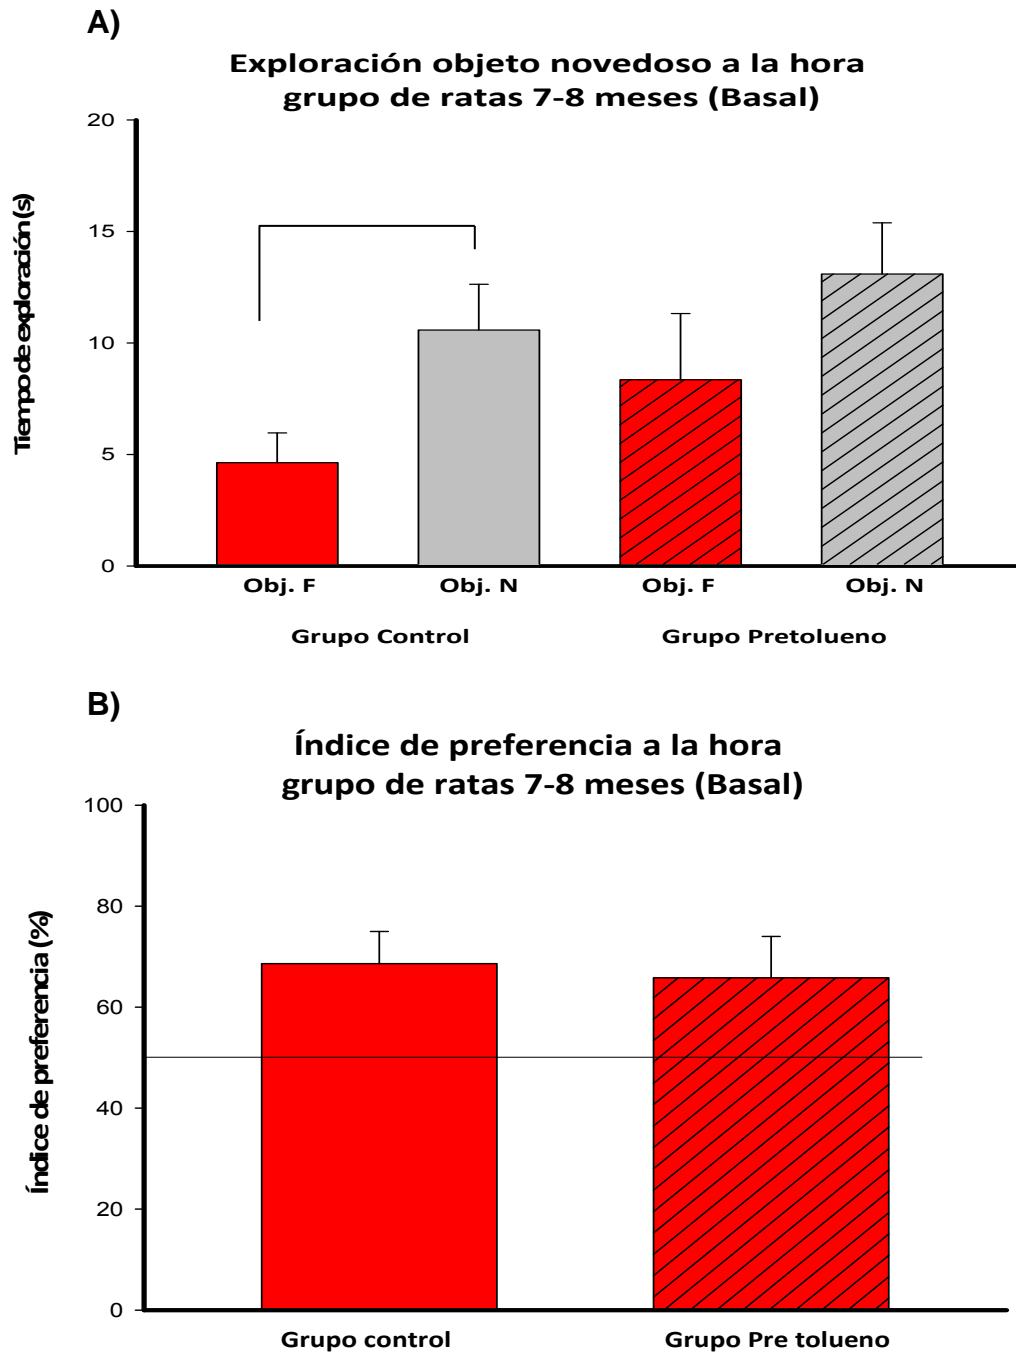 A)
Exploración objeto novedoso a la hora
grupo de ratas 7-8 meses (Basal)
20
15
10
5
0
Tiempo de exploración (s)
Obj. F Obj. N Obj. F Obj. N
Grupo Control Grupo Pretolueno
B)
Índice de preferencia a la hora
grupo de ratas 7-8 meses (Basal)
100
80
60
40
20
0
Índice de preferencia (%)
Grupo control Grupo Pre tolueno